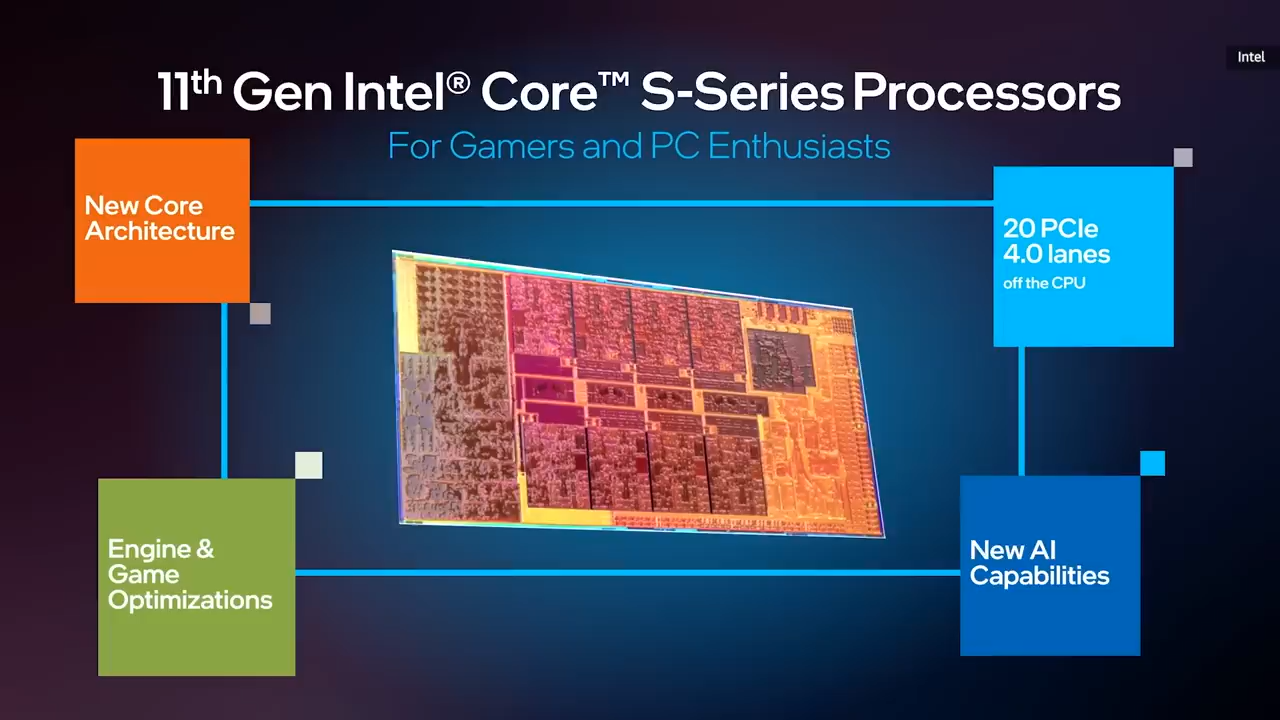 Intel
11th Gen Intel® Core™ S-Series Processors
For Gamers and PC Enthusiasts
New Core
Architecture
20 PCIe
4.0 lanes
off the CPU
Engine &
Game
Optimizations
New AI
Capabilities